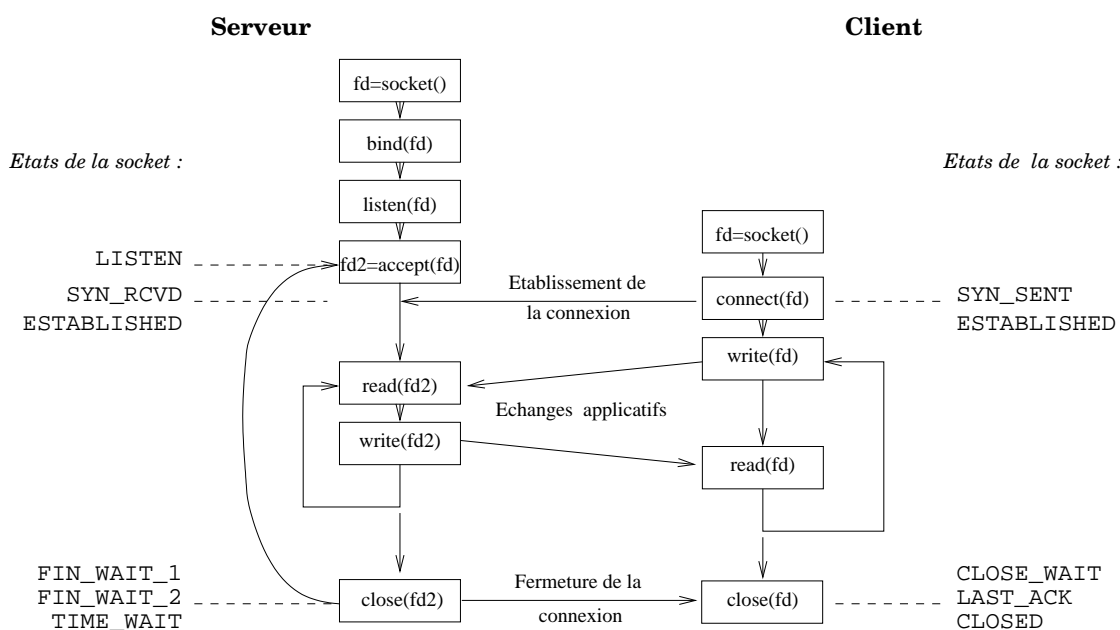 Serveur
Client
fd=socket()
bind(fd)
Etats de la socket :
Etats de la socket :
listen(fd)
fd=socket()
LISTEN
fd2=accept(fd)
SYN_RCVD
ESTABLISHED
Etablissement de
la connexion
connect(fd)
SYN_SENT
ESTABLISHED
write(fd)
read(fd2)
Echanges applicatifs
write(fd2)
read(fd)
FIN_WAIT_1
FIN_WAIT_2
TIME_WAIT
close(fd2)
Fermeture de la
connexion
close(fd)
CLOSE_WAIT
LAST_ACK
CLOSED